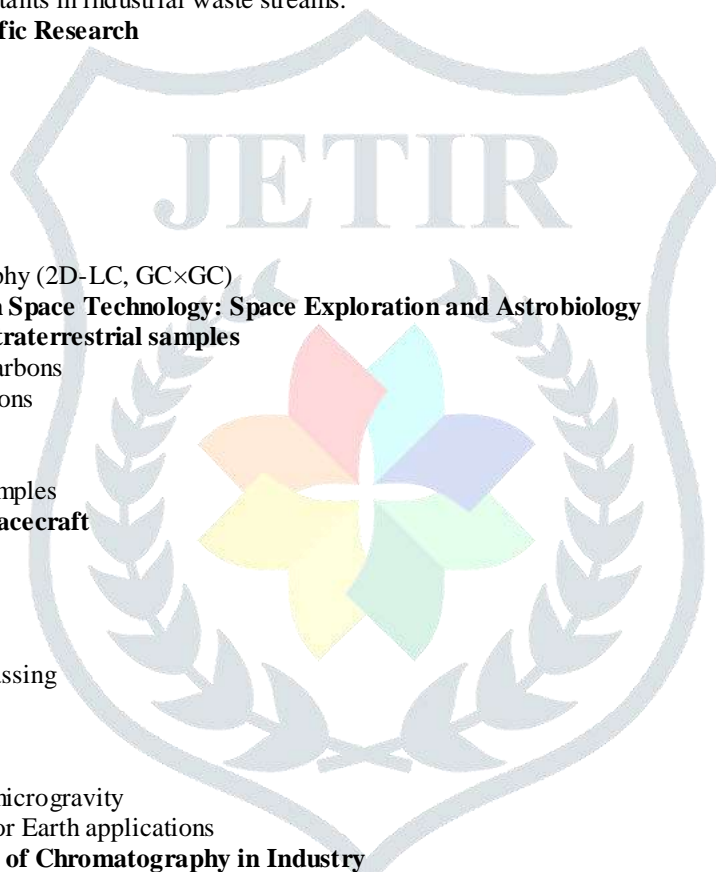 tants in industrial waste streams.
fic Research
JETIR
phy (2D-LC, GC×GC)
Space Technology: Space Exploration and Astrobiology
traterrestrial samples
arbons
ons
mples
acecraft
assing
microgravity
or Earth applications
of Chromatography in Industry